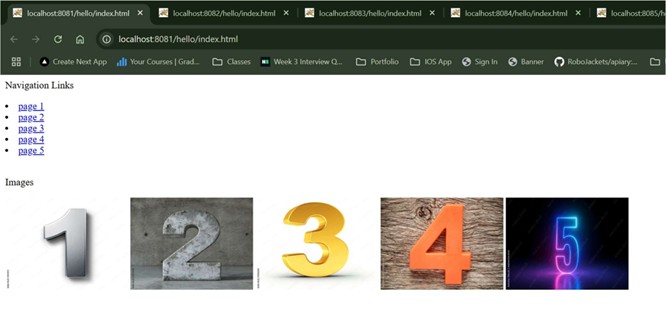 localhost:8081/hello/index.html
localhost:8082/hello/index.html
localhost:8083/hello/index.html
localhost:8084/hello/index.html
localhost:8085/h
localhost:8081/hello/index.html
Create Next App
Your Courses | Grad...
Classes
Week 3 Interview Q...
Portfolio
IOS App
Sign In
Banner
RoboJackets/apiary:...
Navigation Links
page 1
page 2
page 3
page 4
page 5
Images
1
2
3
4
5